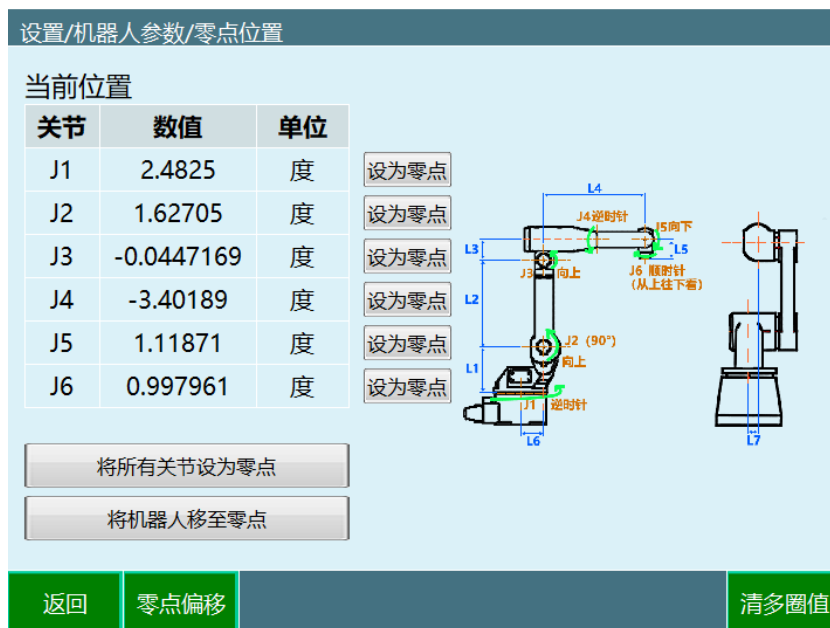 设置/机器人参数/零点位置
当前位置
关节 数值 单位
J1 2.4825 度 设为零点
J2 1.62705 度 设为零点
J3 -0.0447169 度 设为零点
J4 -3.40189 度 设为零点
J5 1.11871 度 设为零点
J6 0.997961 度 设为零点
将所有关节设为零点
将机器人移至零点
L4
J4逆时针
J5向下
L3
L5
J3 向上
J6 顺时针
(从上往下看)
L2
J2 (90°)
向上
L1
J1 逆时针
L6
L7
返回
零点偏移
清多圈值